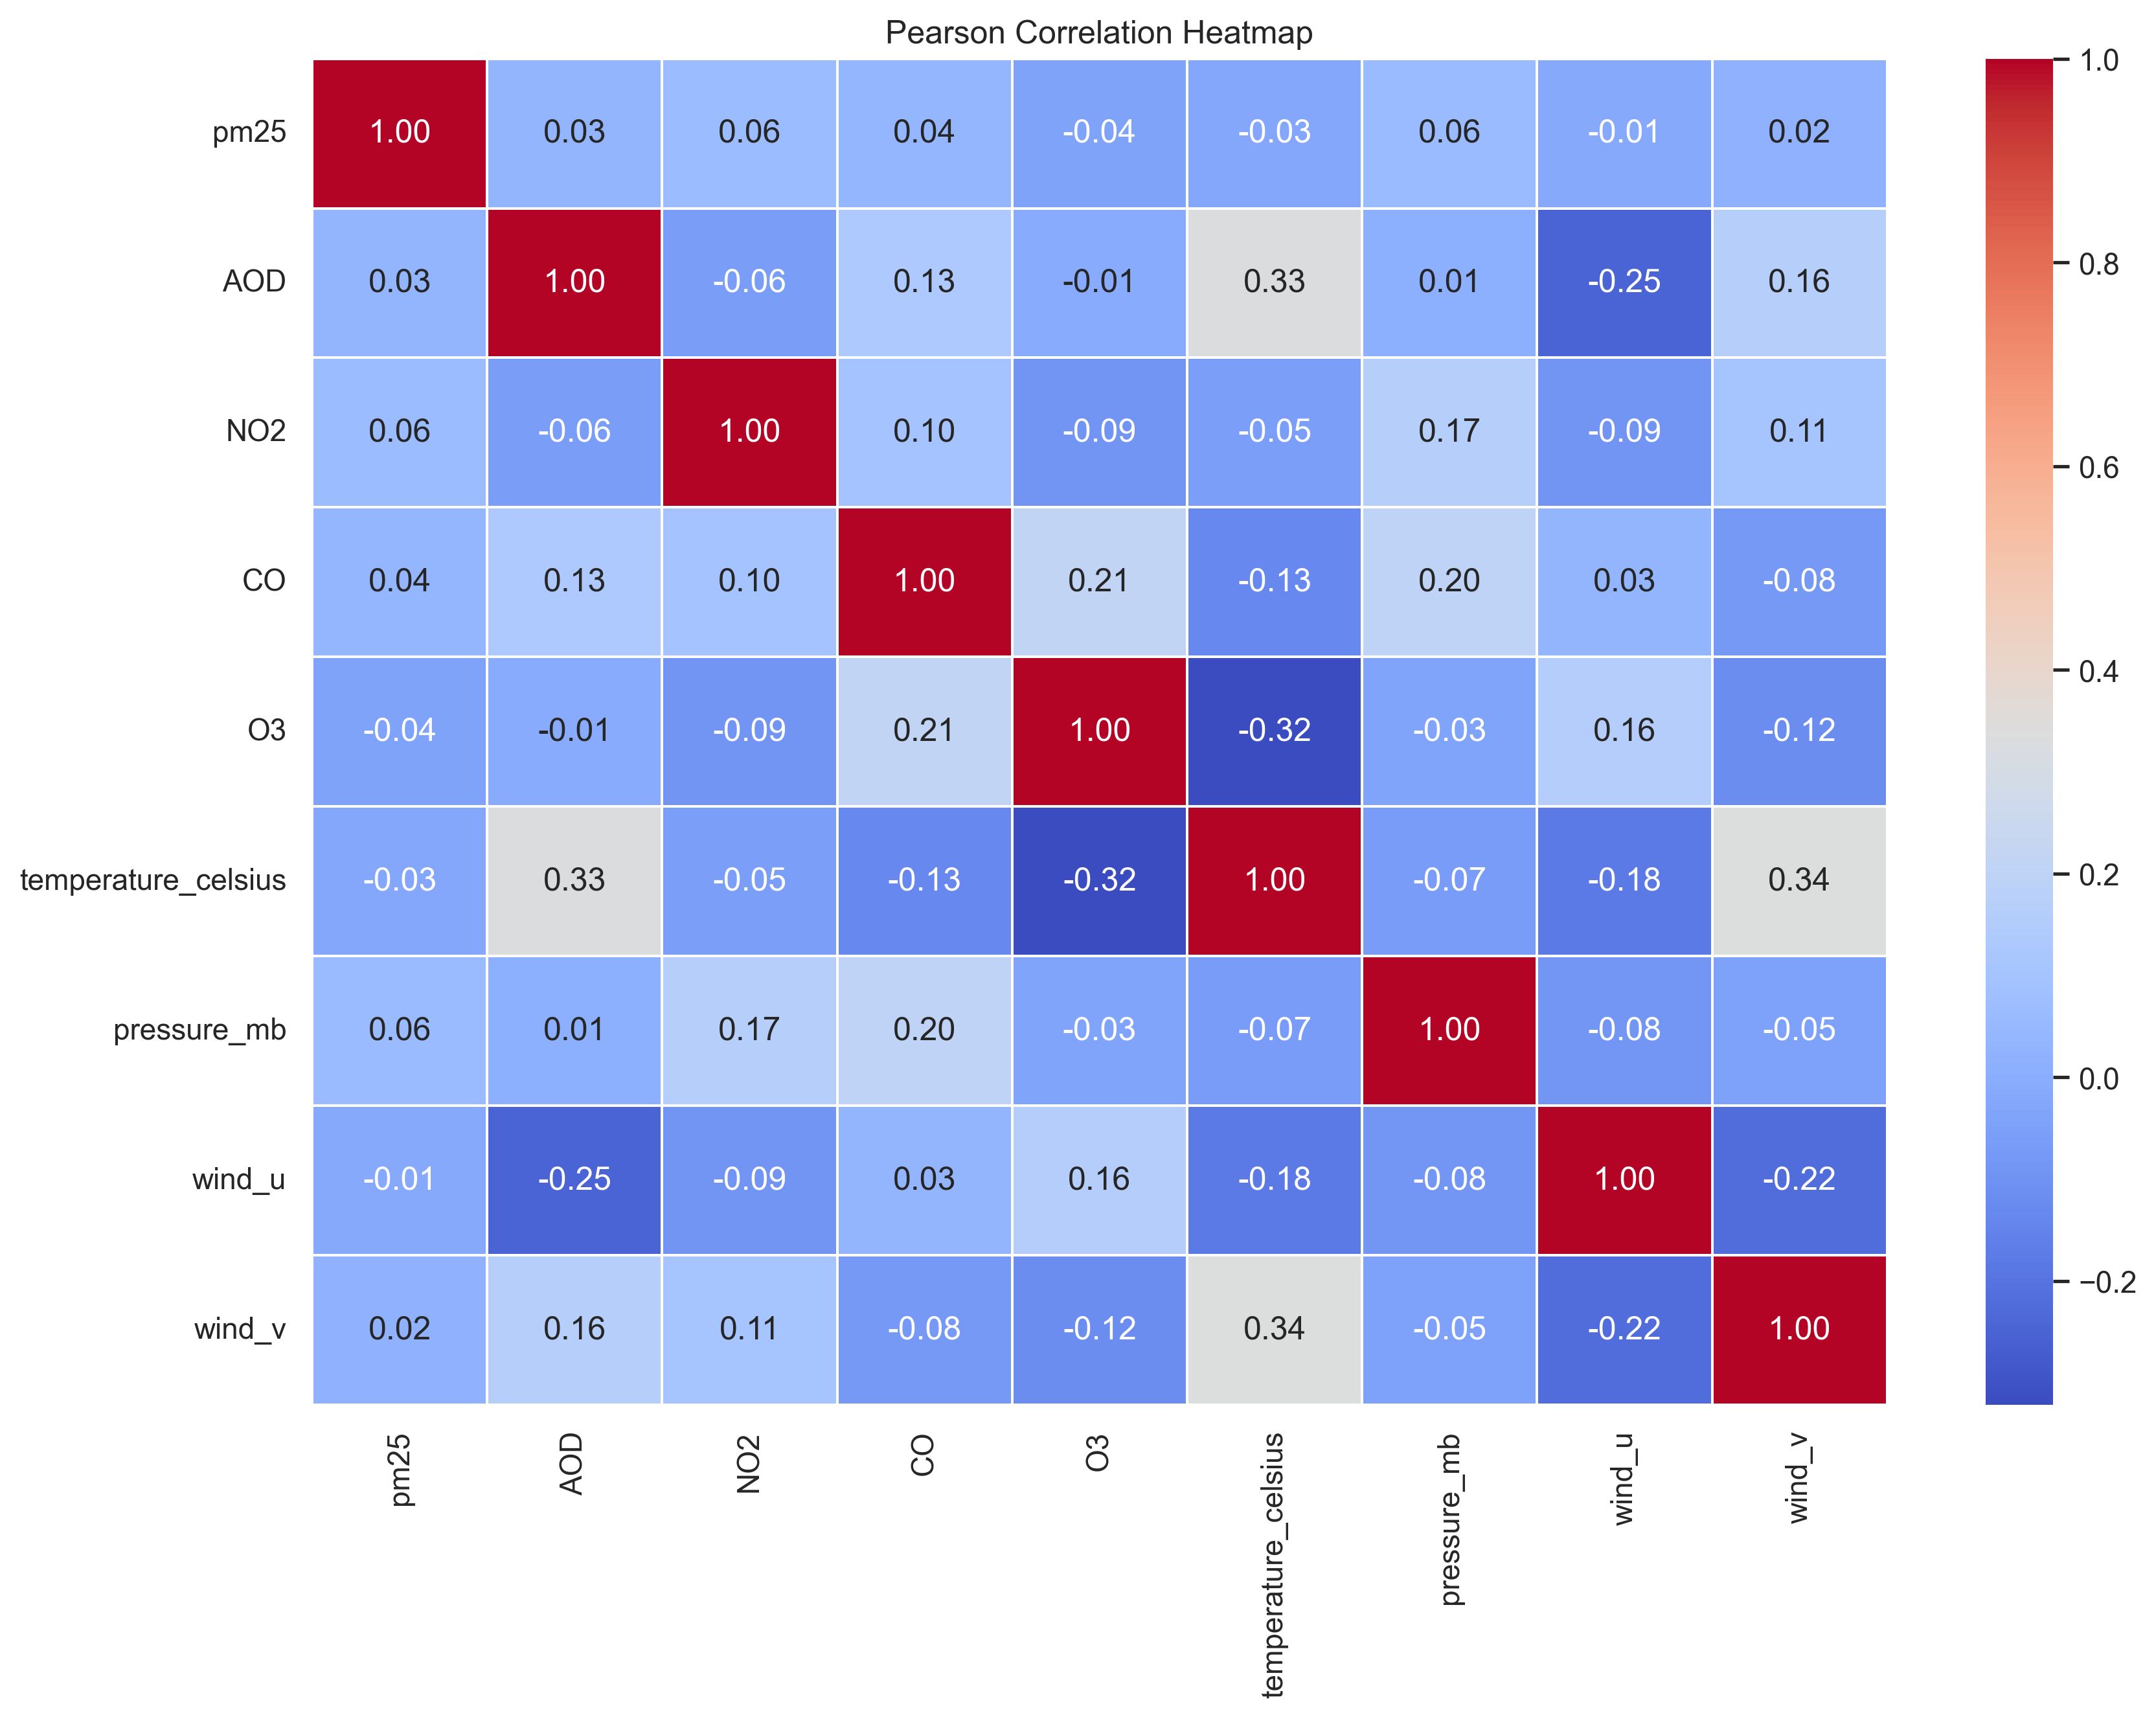 Pearson Correlation Heatmap
pm25 1.00 0.03 0.06 0.04 -0.04 -0.03 0.06 -0.01 0.02
AOD 0.03 1.00 -0.06 0.13 -0.01 0.33 0.01 -0.25 0.16
NO2 0.06 -0.06 1.00 0.10 -0.09 -0.05 0.17 -0.09 0.11
CO 0.04 0.13 0.10 1.00 0.21 -0.13 0.20 0.03 -0.08
O3 -0.04 -0.01 -0.09 0.21 1.00 -0.32 -0.03 0.16 -0.12
temperature_celsius -0.03 0.33 -0.05 -0.13 -0.32 1.00 -0.07 -0.18 0.34
pressure_mb 0.06 0.01 0.17 0.20 -0.03 -0.07 1.00 -0.08 -0.05
wind_u -0.01 -0.25 -0.09 0.03 0.16 -0.18 -0.08 1.00 -0.22
wind_v 0.02 0.16 0.11 -0.08 -0.12 0.34 -0.05 -0.22 1.00
pm25 AOD NO2 CO O3 temperature_celsius pressure_mb wind_u wind_v
1.0
0.8
0.6
0.4
0.2
0.0
−0.2